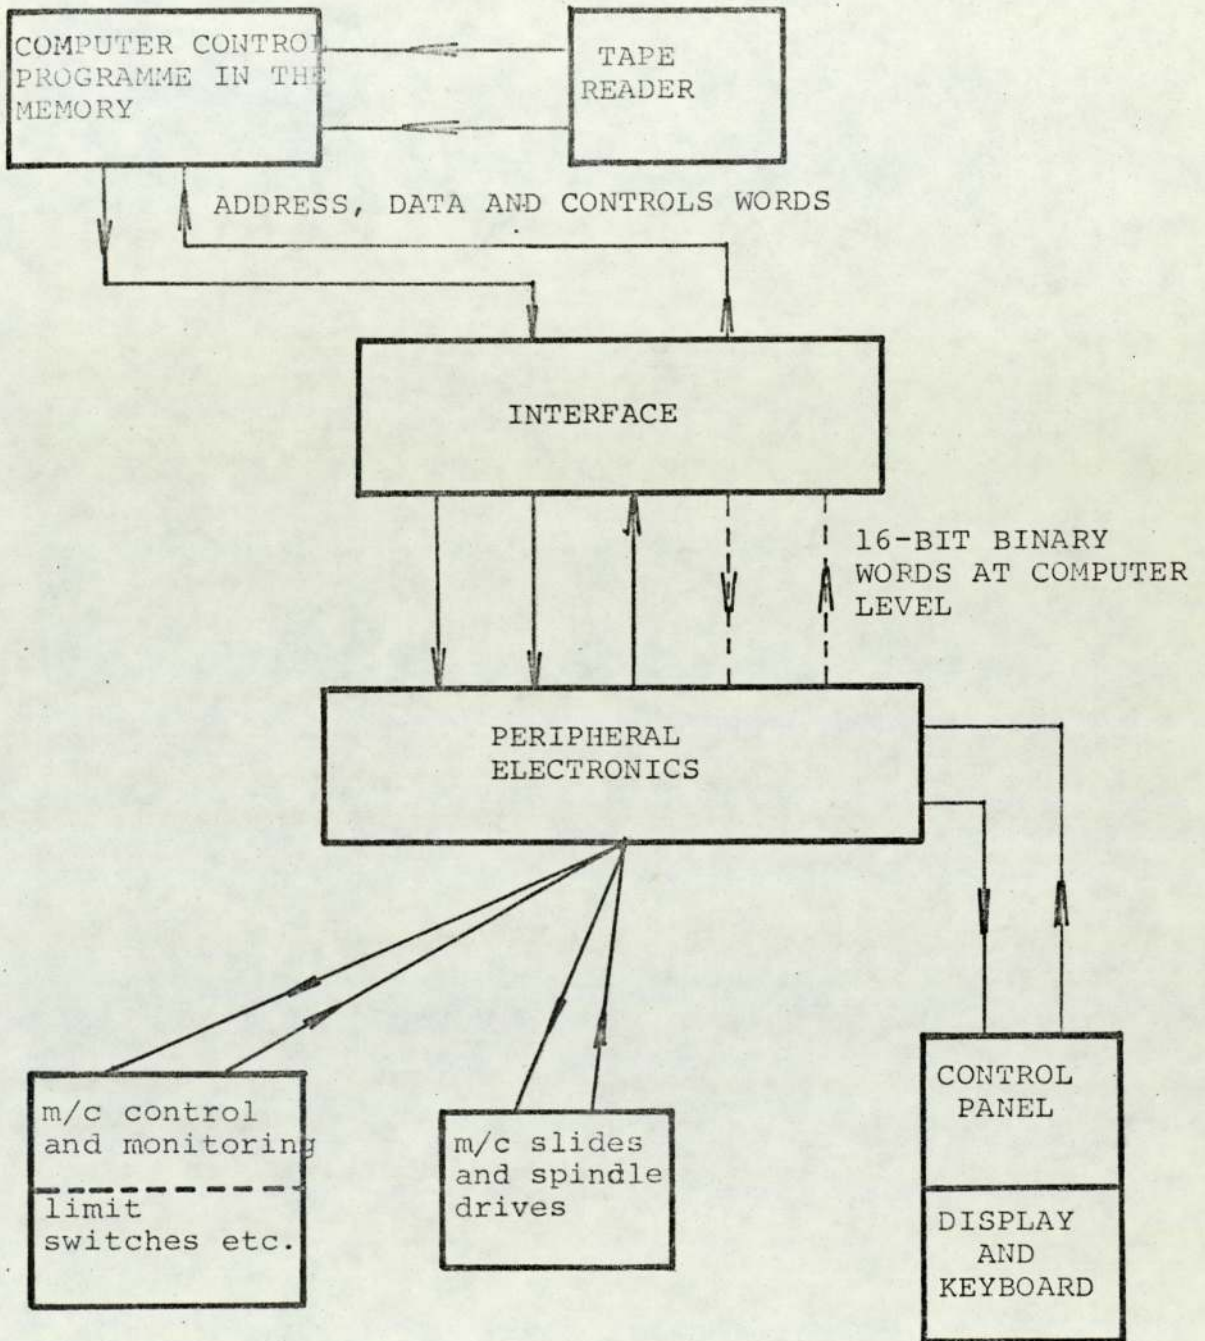 COMPUTER CONTROL
PROGRAMME IN THE
MEMORY
TAPE
READER
ADDRESS, DATA AND CONTROLS WORDS
INTERFACE
16-BIT BINARY
WORDS AT COMPUTER
LEVEL
PERIPHERAL
ELECTRONICS
m/c control
and monitoring
limit
switches etc.
m/c slides
and spindle
drives
CONTROL
PANEL
DISPLAY
AND
KEYBOARD